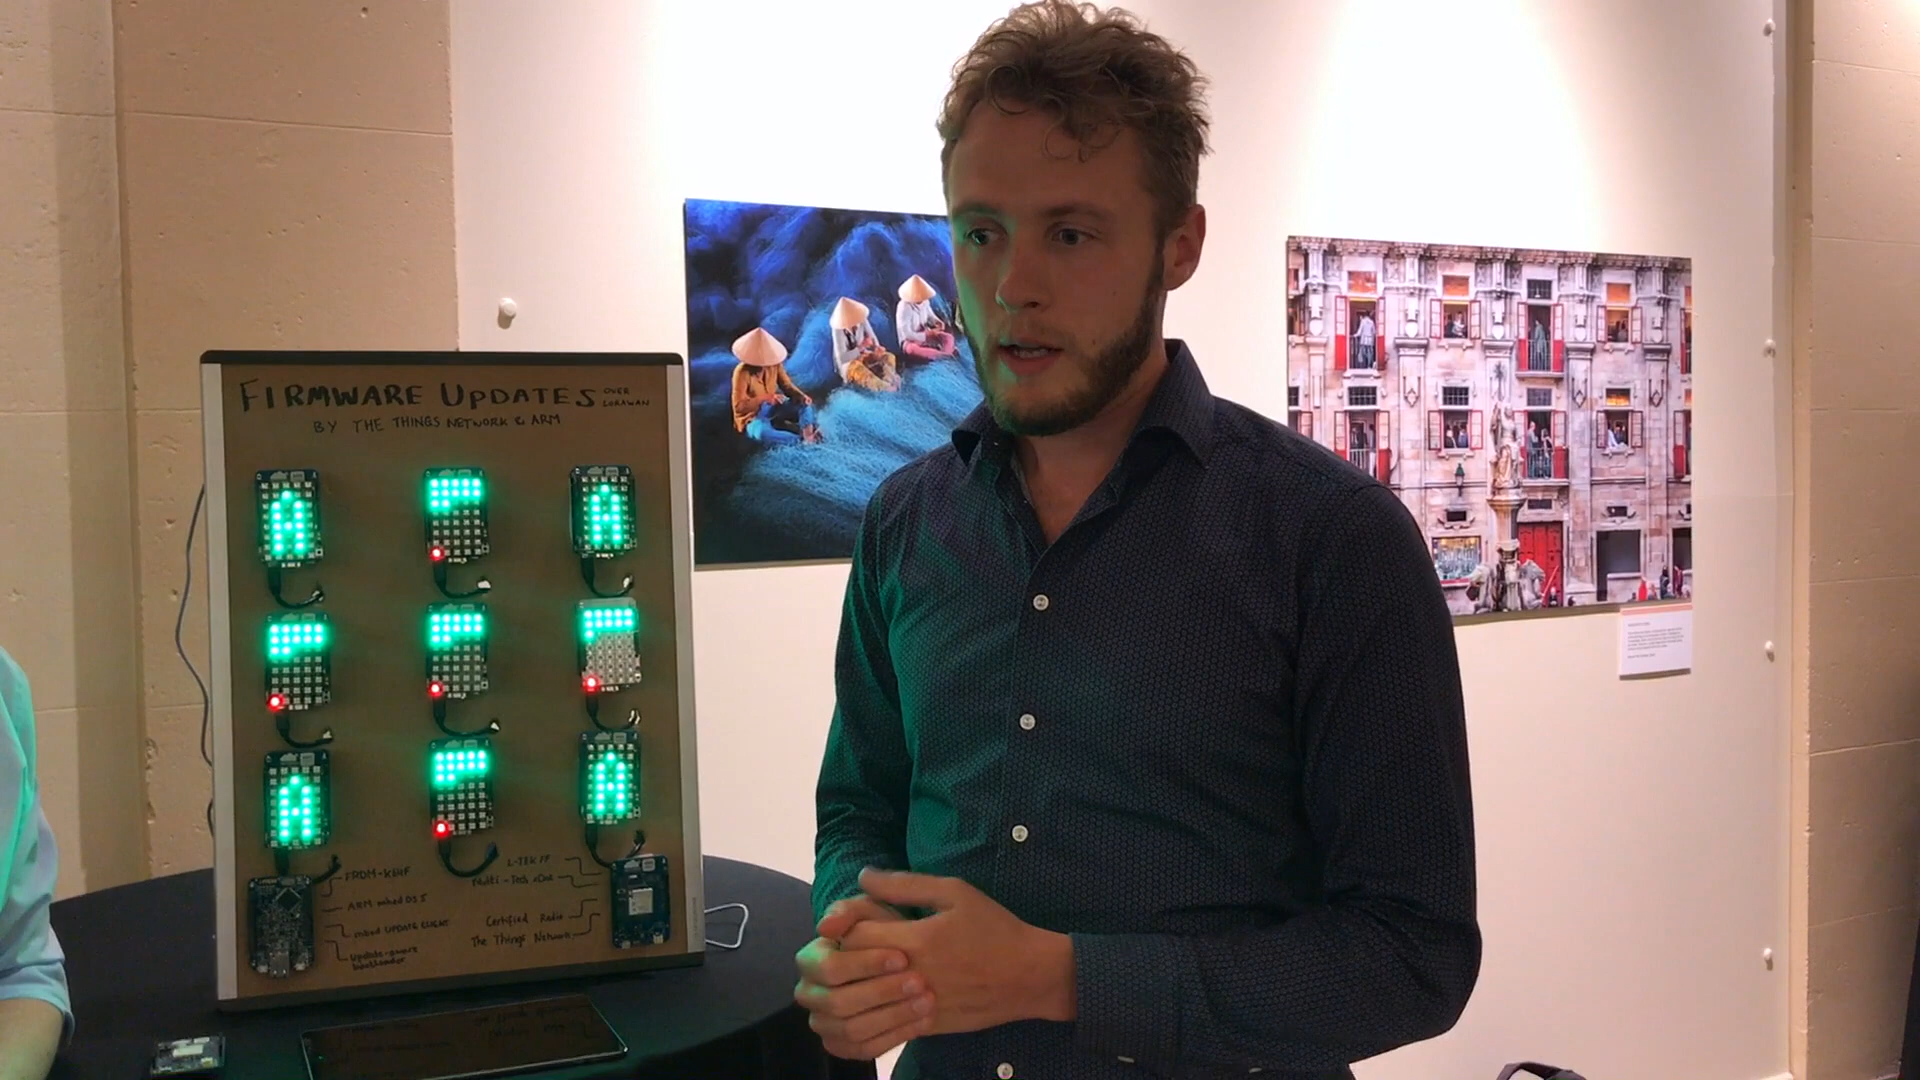 FIRMWARE UPDATES OVER LORAWAN
BY THE THINGS NETWORK & ARM
A
A
A
A
FRDM-K64F
ARM mbed OS 5
mbed UPDATE CLIENT
Update-aware
bootloader
L-TEK FF
Multi-Tech xDot
Certified Radio
The Things Network